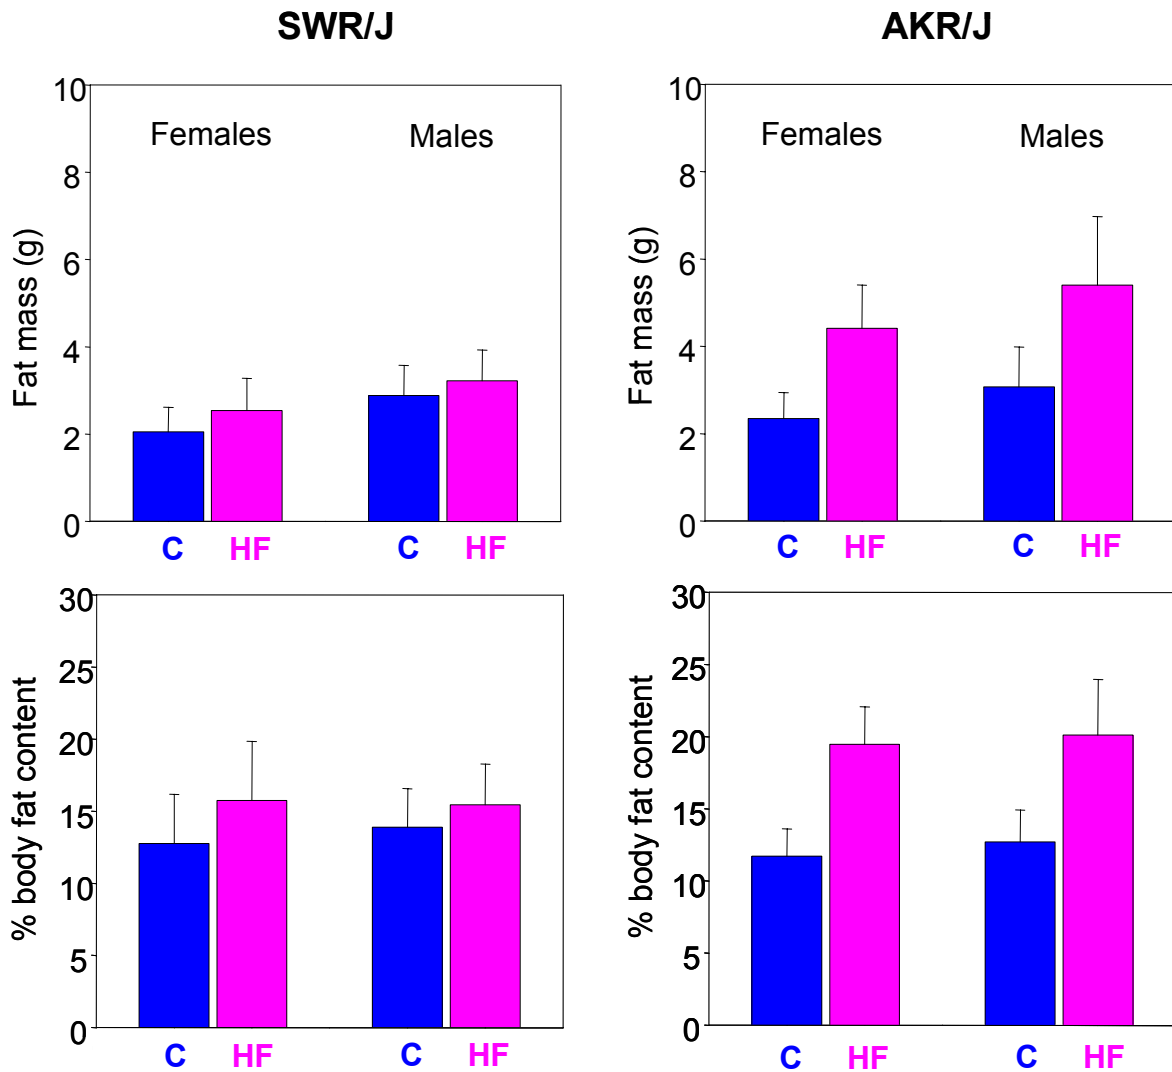 SWR/J
AKR/J
Fat mass (g)
10
8
6
4
2
0
Females
Males
C
HF
C
HF
Fat mass (g)
10
8
6
4
2
0
Females
Males
C
HF
C
HF
% body fat content
30
25
20
15
10
5
0
C
HF
C
HF
% body fat content
30
25
20
15
10
5
0
C
HF
C
HF